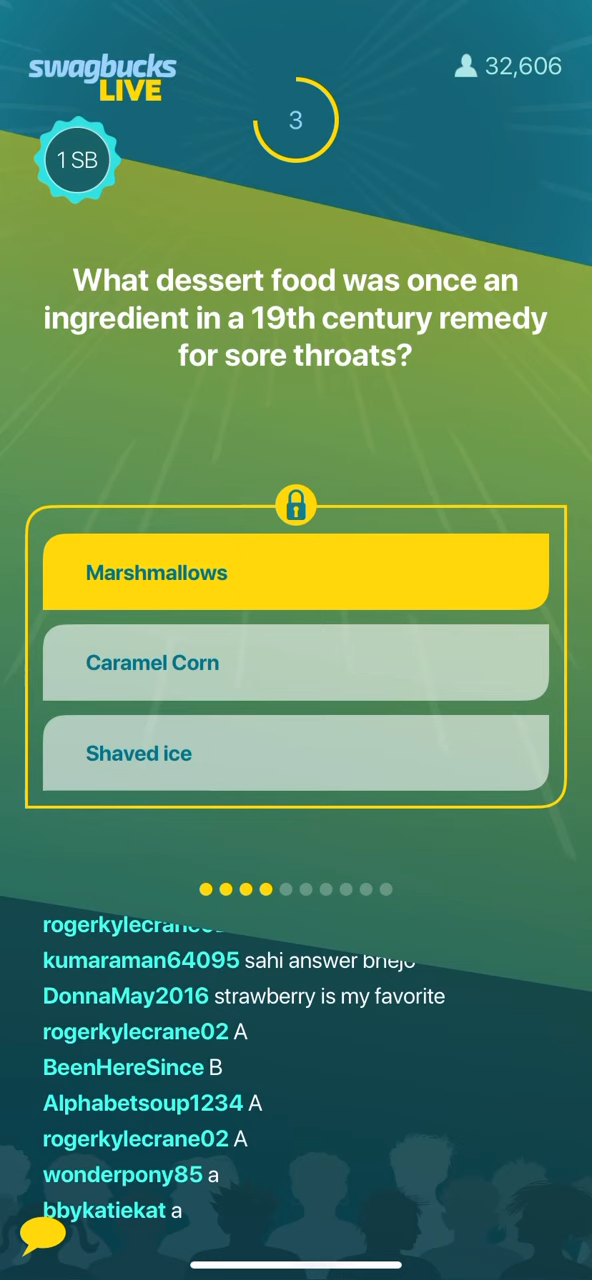 swagbucks
LIVE
32,606
3
1 SB
What dessert food was once an
ingredient in a 19th century remedy
for sore throats?
Marshmallows
Caramel Corn
Shaved ice
kumaraman64095 sahi answer bhejo
DonnaMay2016 strawberry is my favorite
rogerkylecrane02 A
BeenHereSince B
Alphabetsoup1234 A
rogerkylecrane02 A
wonderpony85 a
bbykatiekat a